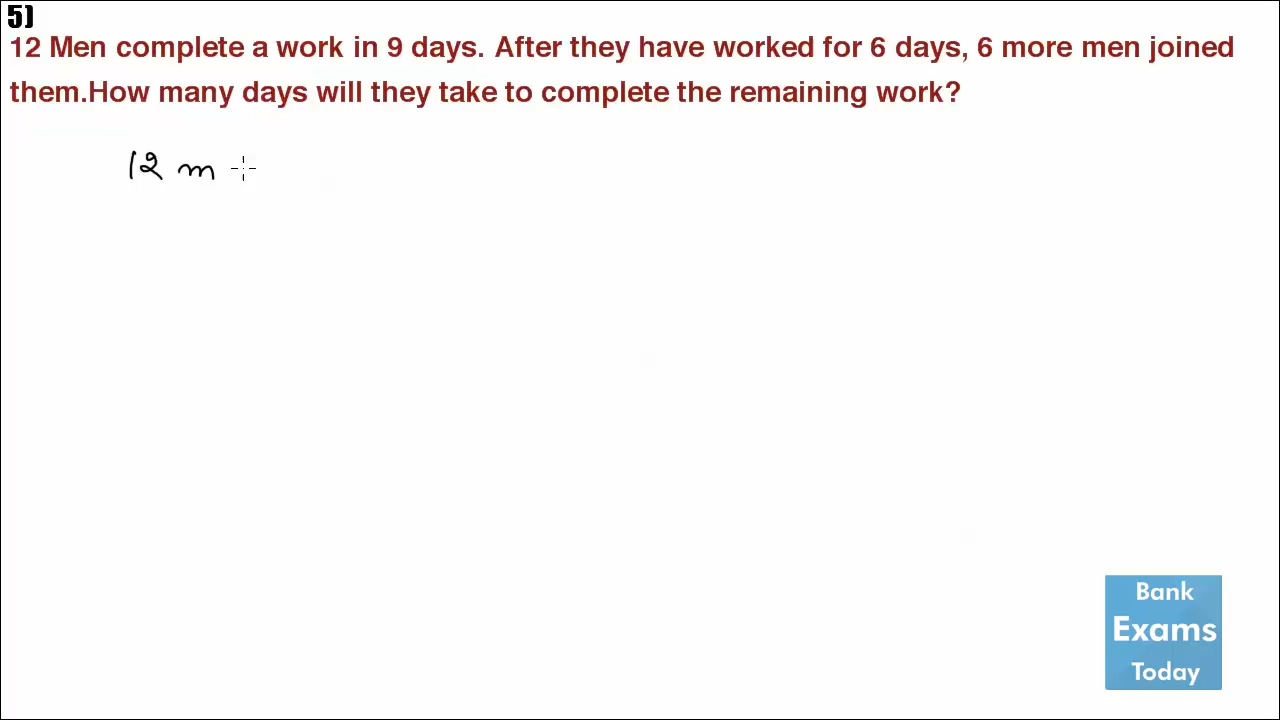 5)
12 Men complete a work in 9 days. After they have worked for 6 days, 6 more men joined
them.How many days will they take to complete the remaining work?
12 m
Bank
Exams
Today